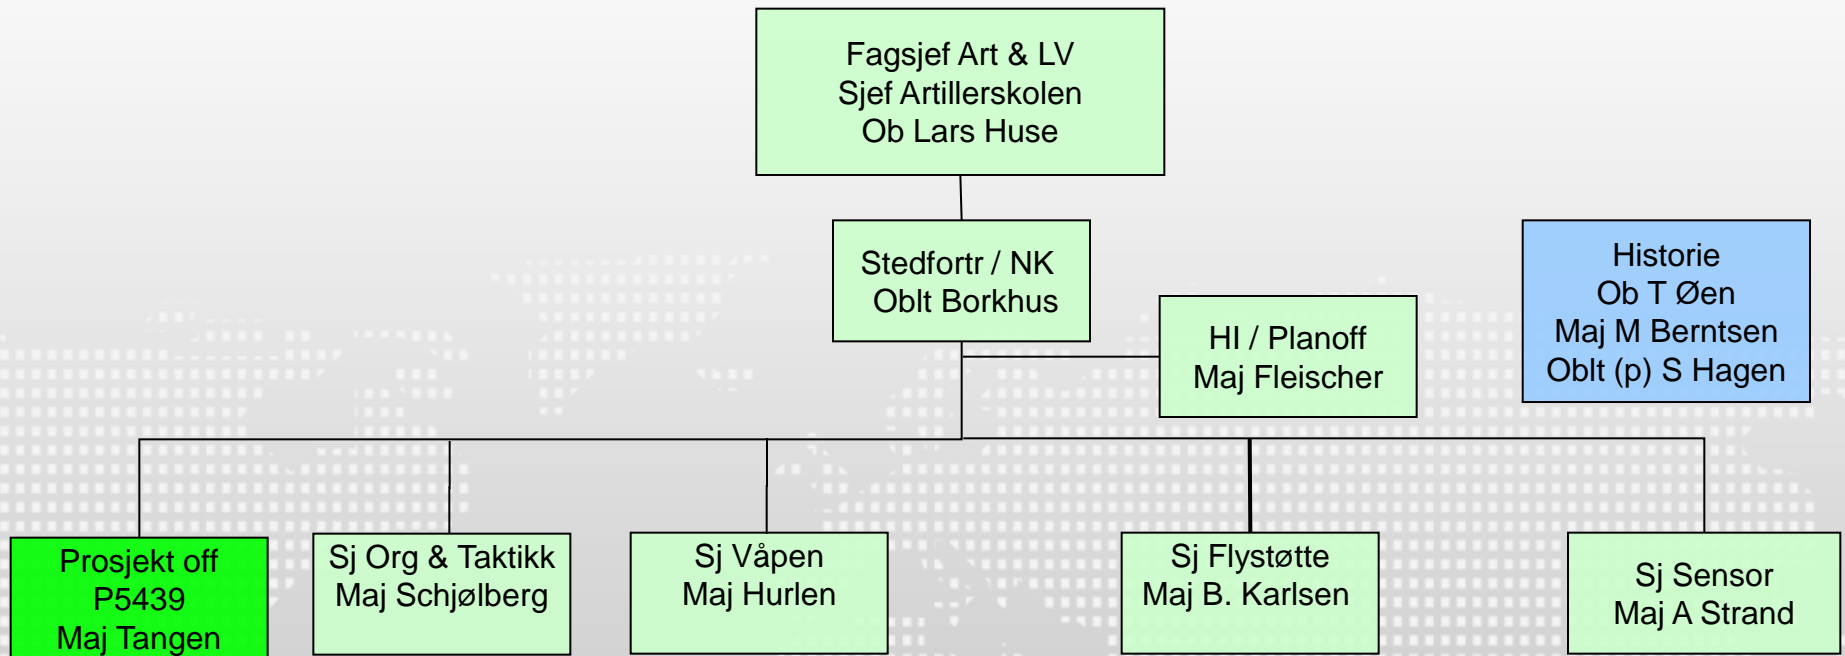 Fagsjef Art & LV
Sjef Artillerskolen
Ob Lars Huse
Stedfortr / NK
Oblt Borkhus
Historie
Ob T Øen
Maj M Berntsen
Oblt (p) S Hagen
HI / Planoff
Maj Fleischer
Prosjekt off
P5439
Maj Tangen
Sj Org & Taktikk
Maj Schjølberg
Sj Våpen
Maj Hurlen
Sj Flystøtte
Maj B. Karlsen
Sj Sensor
Maj A Strand